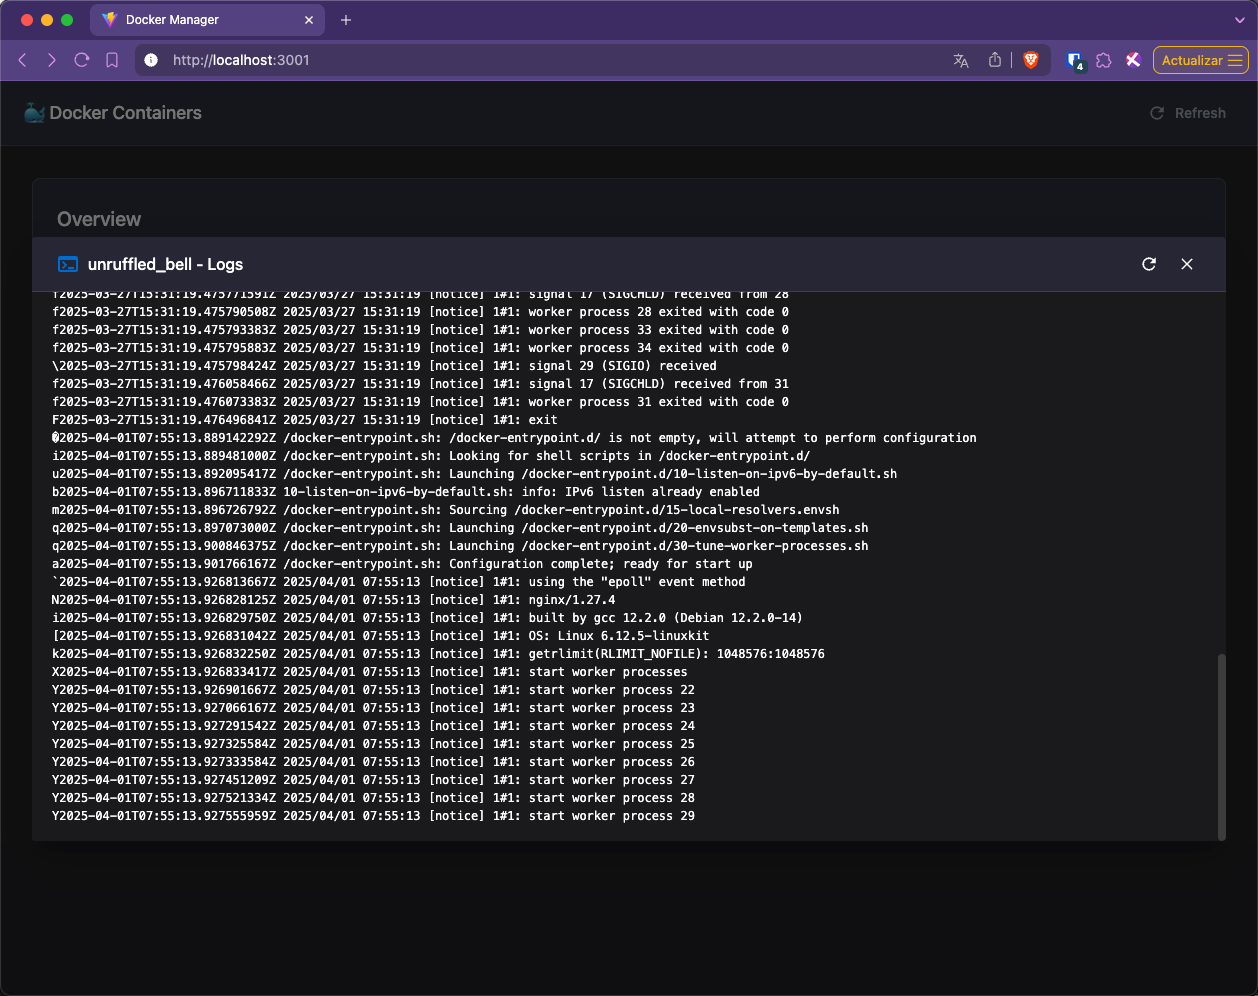 Docker Manager
http://localhost:3001
4
Actualizar
Docker Containers
Refresh
Overview
unruffled_bell - Logs
f2025-03-27T15:31:19.475771591Z 2025/03/27 15:31:19 [notice] 1#1: signal 17 (SIGCHLD) received from 28
f2025-03-27T15:31:19.475790508Z 2025/03/27 15:31:19 [notice] 1#1: worker process 28 exited with code 0
f2025-03-27T15:31:19.475793383Z 2025/03/27 15:31:19 [notice] 1#1: worker process 33 exited with code 0
f2025-03-27T15:31:19.475795883Z 2025/03/27 15:31:19 [notice] 1#1: worker process 34 exited with code 0
\2025-03-27T15:31:19.475798424Z 2025/03/27 15:31:19 [notice] 1#1: signal 29 (SIGIO) received
f2025-03-27T15:31:19.476058466Z 2025/03/27 15:31:19 [notice] 1#1: signal 17 (SIGCHLD) received from 31
f2025-03-27T15:31:19.476073383Z 2025/03/27 15:31:19 [notice] 1#1: worker process 31 exited with code 0
F2025-03-27T15:31:19.476496841Z 2025/03/27 15:31:19 [notice] 1#1: exit
�2025-04-01T07:55:13.889142292Z /docker-entrypoint.sh: /docker-entrypoint.d/ is not empty, will attempt to perform configuration
i2025-04-01T07:55:13.889481000Z /docker-entrypoint.sh: Looking for shell scripts in /docker-entrypoint.d/
u2025-04-01T07:55:13.892095417Z /docker-entrypoint.sh: Launching /docker-entrypoint.d/10-listen-on-ipv6-by-default.sh
b2025-04-01T07:55:13.896711833Z 10-listen-on-ipv6-by-default.sh: info: IPv6 listen already enabled
m2025-04-01T07:55:13.896726792Z /docker-entrypoint.sh: Sourcing /docker-entrypoint.d/15-local-resolvers.envsh
q2025-04-01T07:55:13.897073000Z /docker-entrypoint.sh: Launching /docker-entrypoint.d/20-envsubst-on-templates.sh
q2025-04-01T07:55:13.900846375Z /docker-entrypoint.sh: Launching /docker-entrypoint.d/30-tune-worker-processes.sh
a2025-04-01T07:55:13.901766167Z /docker-entrypoint.sh: Configuration complete; ready for start up
`2025-04-01T07:55:13.926813667Z 2025/04/01 07:55:13 [notice] 1#1: using the "epoll" event method
N2025-04-01T07:55:13.926828125Z 2025/04/01 07:55:13 [notice] 1#1: nginx/1.27.4
i2025-04-01T07:55:13.926829750Z 2025/04/01 07:55:13 [notice] 1#1: built by gcc 12.2.0 (Debian 12.2.0-14)
[2025-04-01T07:55:13.926831042Z 2025/04/01 07:55:13 [notice] 1#1: OS: Linux 6.12.5-linuxkit
k2025-04-01T07:55:13.926832250Z 2025/04/01 07:55:13 [notice] 1#1: getrlimit(RLIMIT_NOFILE): 1048576:1048576
X2025-04-01T07:55:13.926833417Z 2025/04/01 07:55:13 [notice] 1#1: start worker processes
Y2025-04-01T07:55:13.926901667Z 2025/04/01 07:55:13 [notice] 1#1: start worker process 22
Y2025-04-01T07:55:13.927066167Z 2025/04/01 07:55:13 [notice] 1#1: start worker process 23
Y2025-04-01T07:55:13.927291542Z 2025/04/01 07:55:13 [notice] 1#1: start worker process 24
Y2025-04-01T07:55:13.927325584Z 2025/04/01 07:55:13 [notice] 1#1: start worker process 25
Y2025-04-01T07:55:13.927333584Z 2025/04/01 07:55:13 [notice] 1#1: start worker process 26
Y2025-04-01T07:55:13.927451209Z 2025/04/01 07:55:13 [notice] 1#1: start worker process 27
Y2025-04-01T07:55:13.927521334Z 2025/04/01 07:55:13 [notice] 1#1: start worker process 28
Y2025-04-01T07:55:13.927555959Z 2025/04/01 07:55:13 [notice] 1#1: start worker process 29